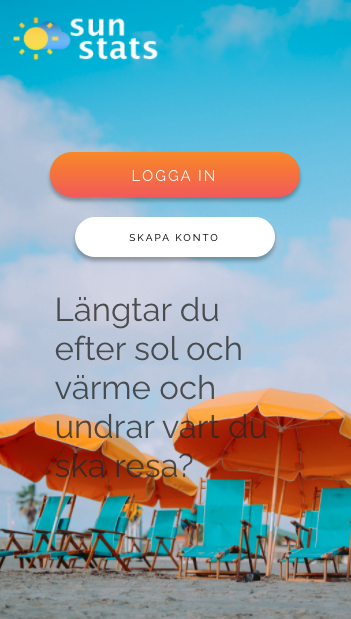 sun
stats
LOGGA IN
SKAPA KONTO
Längtar du
efter sol och
värme och
undrar vart du
ska resa?